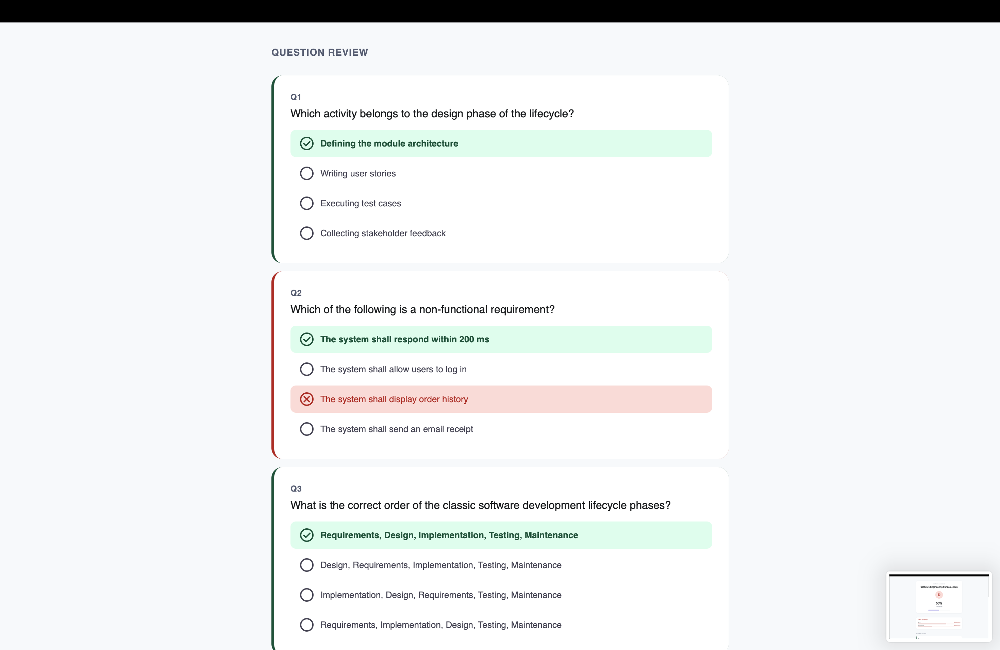 QUESTION REVIEW
Q1
Which activity belongs to the design phase of the lifecycle?
Defining the module architecture
Writing user stories
Executing test cases
Collecting stakeholder feedback
Q2
Which of the following is a non-functional requirement?
The system shall respond within 200 ms
The system shall allow users to log in
The system shall display order history
The system shall send an email receipt
Q3
What is the correct order of the classic software development lifecycle phases?
Requirements, Design, Implementation, Testing, Maintenance
Design, Requirements, Implementation, Testing, Maintenance
Implementation, Design, Requirements, Testing, Maintenance
Requirements, Implementation, Design, Testing, Maintenance
Software Engineering Fundamentals
D
50%